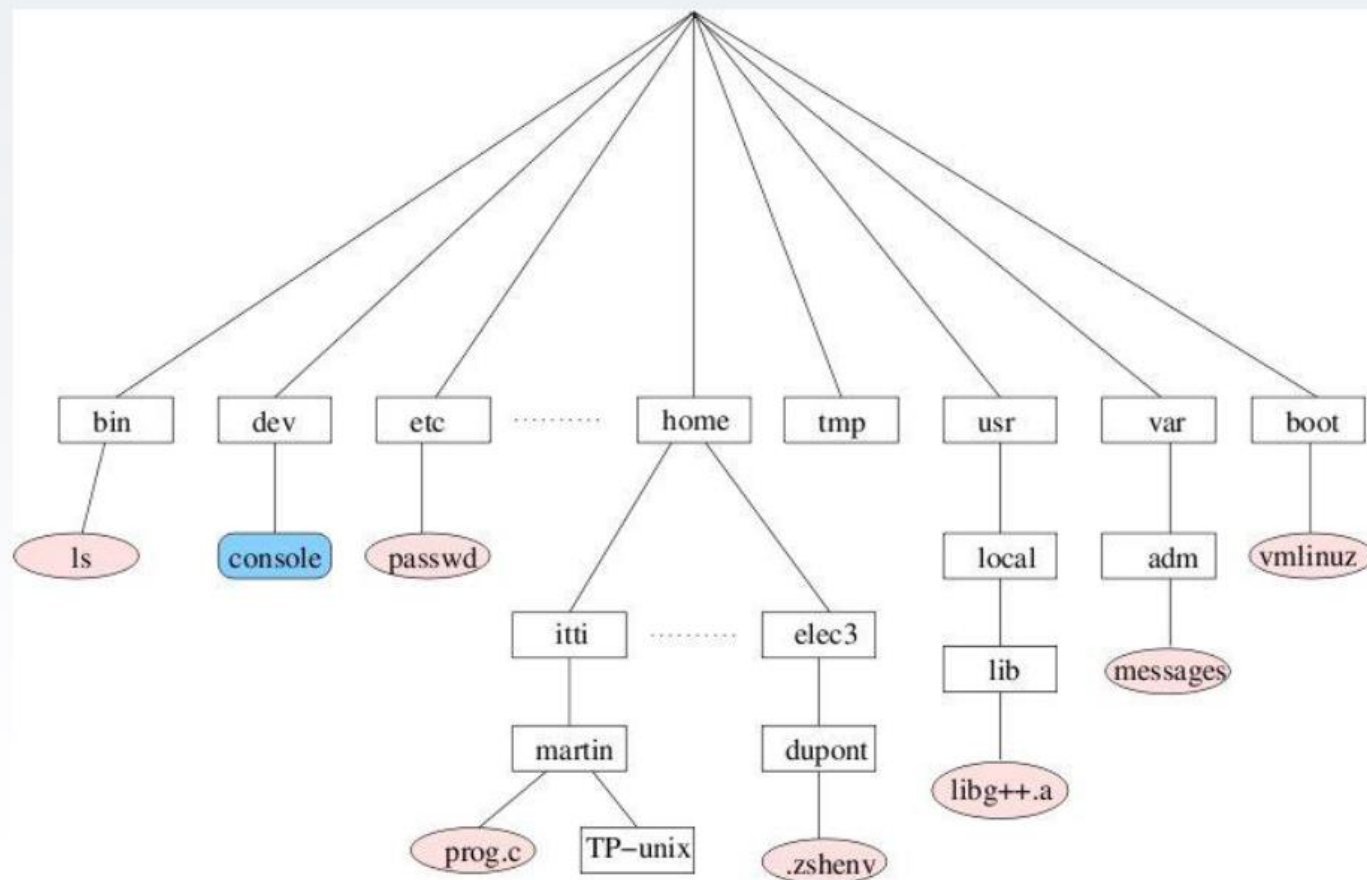 bin dev etc home tmp usr var boot
ls console passwd local adm vmlinuz
itti elec3 lib messages
martin dupont libg++.a
prog.c TP-unix .zshenv